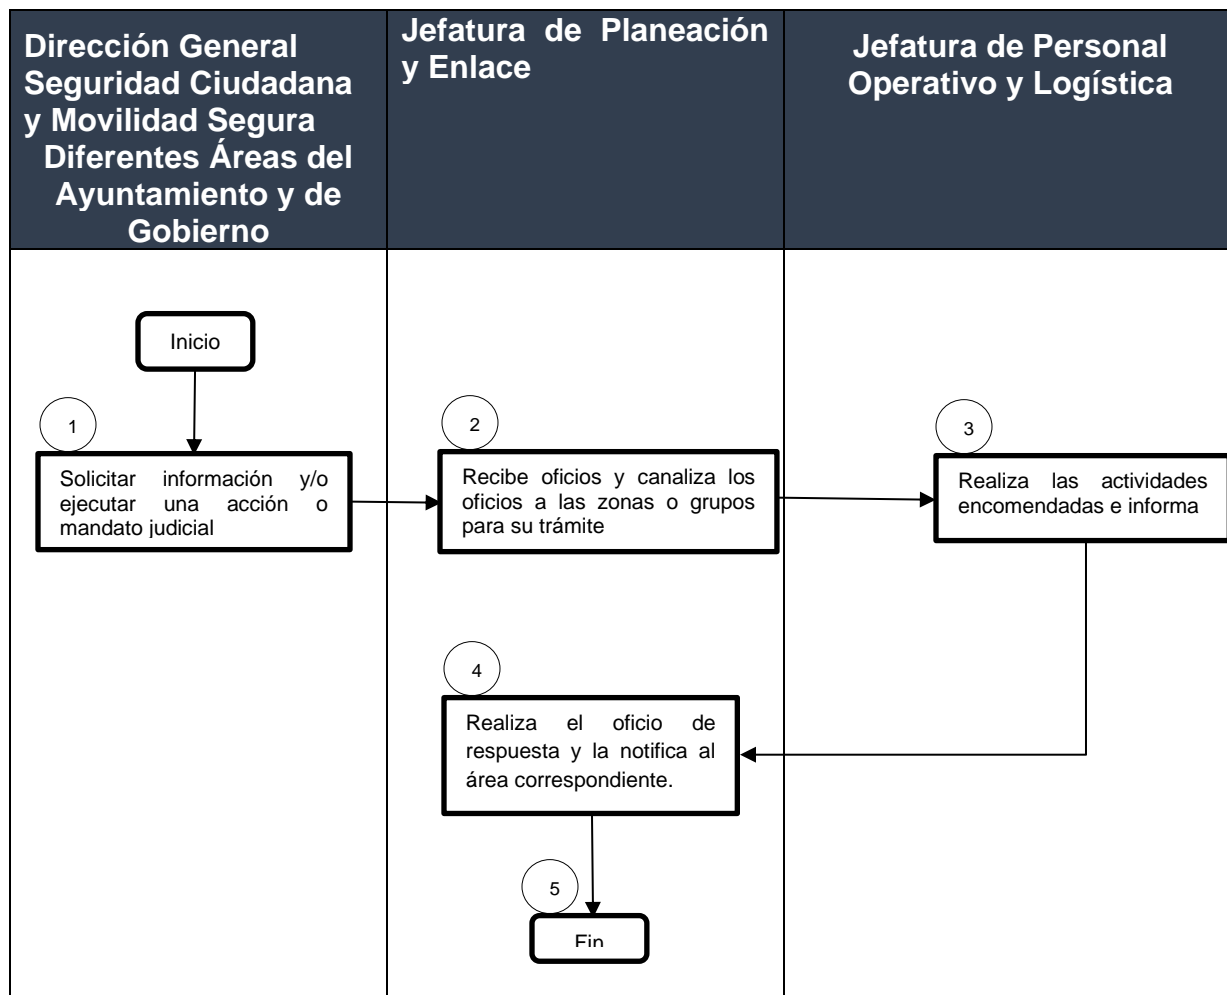 Dirección General
Seguridad Ciudadana
y Movilidad Segura
Diferentes Áreas del
Ayuntamiento y de
Gobierno
Jefatura de Planeación
y Enlace
Jefatura de Personal
Operativo y Logística
Inicio
1
Solicitar información y/o
ejecutar una acción o
mandato judicial
2
Recibe oficios y canaliza los
oficios a las zonas o grupos
para su trámite
3
Realiza las actividades
encomendadas e informa
4
Realiza el oficio de
respuesta y la notifica al
área correspondiente.
5
Fin